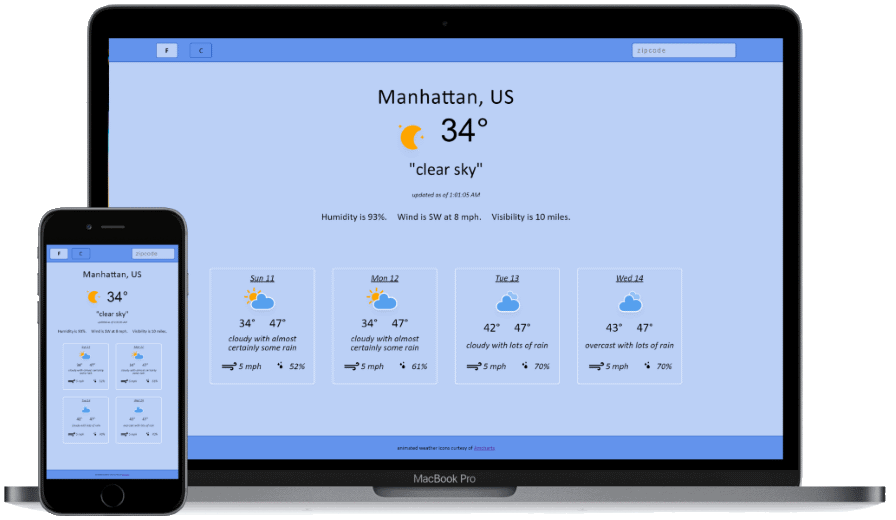 F C zipcode
Manhattan, US
34°
"clear sky"
updated as of 1:01:05 AM
Humidity is 93%. Wind is SW at 8 mph. Visibility is 10 miles.
Sun 11 Mon 12 Tue 13 Wed 14
34° 47° 34° 47° 42° 47° 43° 47°
cloudy with almost cloudy with almost cloudy with lots of rain overcast with lots of rain
certainly some rain certainly some rain
5 mph 52% 5 mph 61% 5 mph 70% 5 mph 70%
animated weather icons curtesy of
MacBook Pro
F C zipcode
Manhattan, US
34°
"clear sky"
Humidity is 93%. Wind is SW at 8 mph. Visibility is 10 miles.